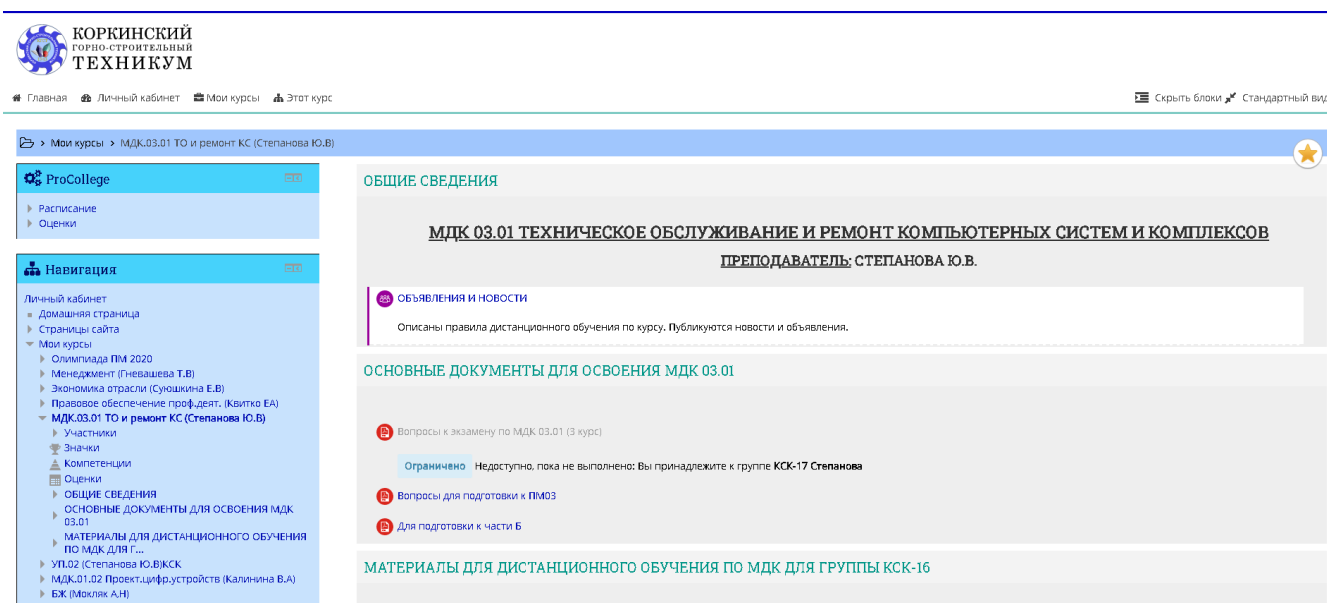 КОРКИНСКИЙ
ГОРНО-СТРОИТЕЛЬНЫЙ
ТЕХНИКУМ
Главная Личный кабинет Мои курсы Этот курс
Скрыть блоки Стандартный вид
Мои курсы МДК.03.01 ТО и ремонт КС (Степанова Ю.В)
ProCollege
Расписание
Оценки
Навигация
Личный кабинет
Домашняя страница
Страницы сайта
Мои курсы
Олимпиада ПМ 2020
Менеджмент (Гневашева Т.В)
Экономика отрасли (Суюшкина Е.В)
Правовое обеспечение проф.деят. (Квитко ЕА)
МДК.03.01 ТО и ремонт КС (Степанова Ю.В)
Участники
Значки
Компетенции
Оценки
ОБЩИЕ СВЕДЕНИЯ
ОСНОВНЫЕ ДОКУМЕНТЫ ДЛЯ ОСВОЕНИЯ МДК
03.01
МАТЕРИАЛЫ ДЛЯ ДИСТАНЦИОННОГО ОБУЧЕНИЯ
ПО МДК ДЛЯ Г...
УП.02 (Степанова Ю.В)КСК
МДК.01.02 Проект.цифр.устройств (Калинина В.А)
БЖ (Мокляк А.Н)
ОБЩИЕ СВЕДЕНИЯ
МДК 03.01 ТЕХНИЧЕСКОЕ ОБСЛУЖИВАНИЕ И РЕМОНТ КОМПЬЮТЕРНЫХ СИСТЕМ И КОМПЛЕКСОВ
ПРЕПОДАВАТЕЛЬ: СТЕПАНОВА Ю.В.
ОБЪЯВЛЕНИЯ И НОВОСТИ
Описаны правила дистанционного обучения по курсу. Публикуются новости и объявления.
ОСНОВНЫЕ ДОКУМЕНТЫ ДЛЯ ОСВОЕНИЯ МДК 03.01
Вопросы к экзамену по МДК 03.01 (3 курс)
Ограничено Недоступно, пока не выполнено: Вы принадлежите к группе КСК-17 Степанова
Вопросы для подготовки к ПМ03
Для подготовки к части Б
МАТЕРИАЛЫ ДЛЯ ДИСТАНЦИОННОГО ОБУЧЕНИЯ ПО МДК ДЛЯ ГРУППЫ КСК-16